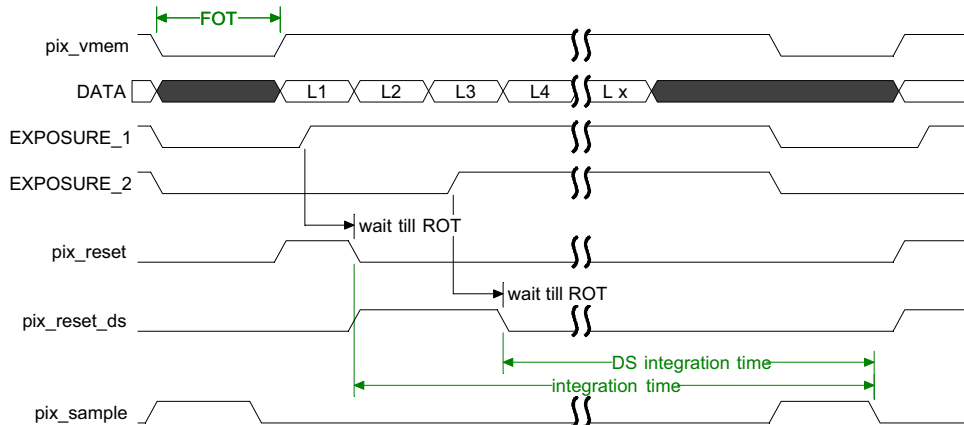 FOT
pix_vmem
DATA L1 L2 L3 L4 L x
EXPOSURE_1
EXPOSURE_2
wait till ROT
pix_reset
wait till ROT
pix_reset_ds
DS integration time
integration time
pix_sample